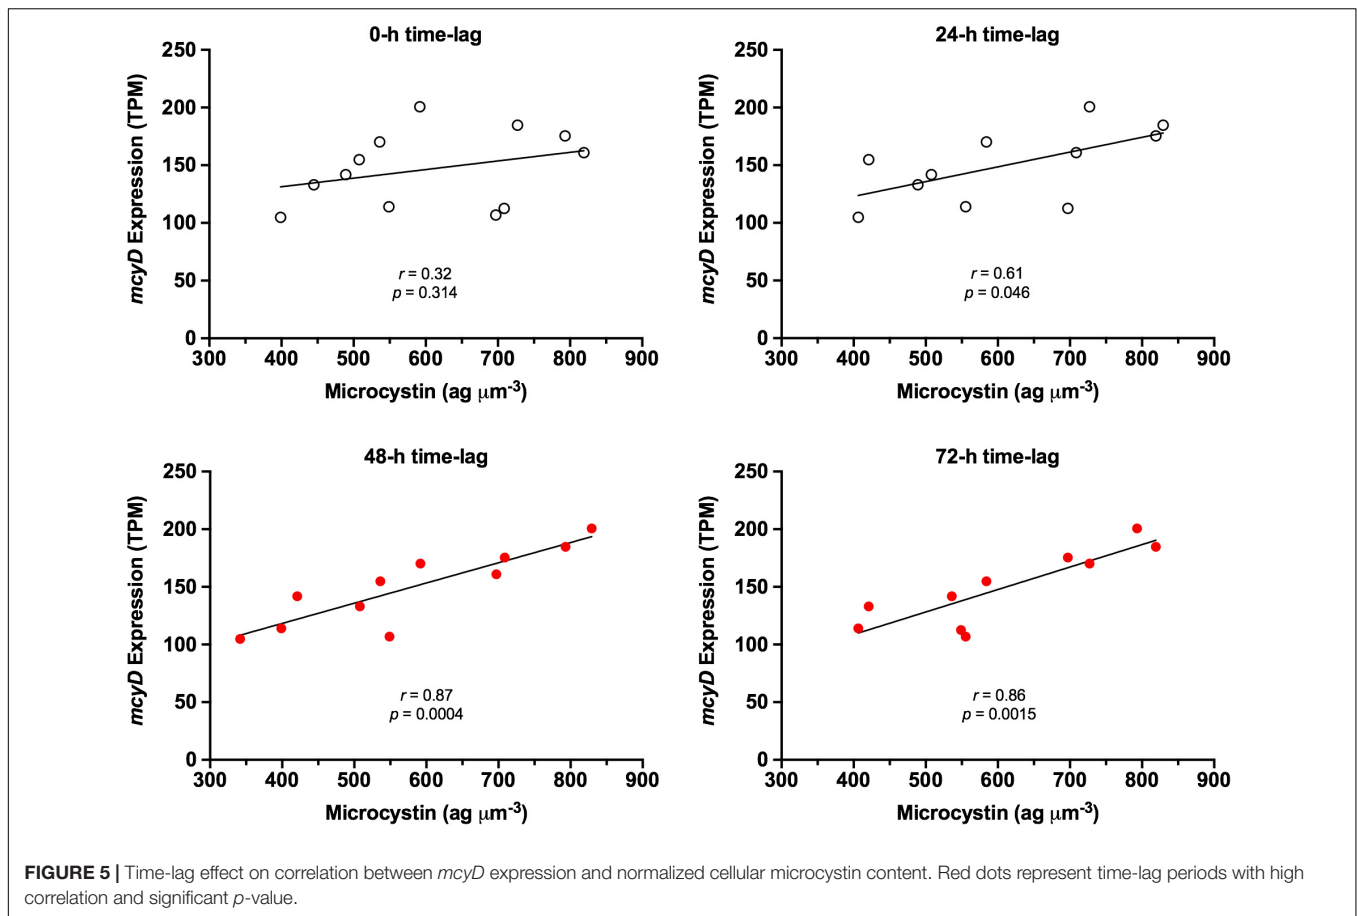 0-h time-lag
250
200
150
100
50
0
mcyD Expression (TPM)
r = 0.32
p = 0.314
300 400 500 600 700 800 900
Microcystin (ag μm-3)
24-h time-lag
250
200
150
100
50
0
mcyD Expression (TPM)
r = 0.61
p = 0.046
300 400 500 600 700 800 900
Microcystin (ag μm-3)
48-h time-lag
250
200
150
100
50
0
mcyD Expression (TPM)
r = 0.87
p = 0.0004
300 400 500 600 700 800 900
Microcystin (ag μm-3)
72-h time-lag
250
200
150
100
50
0
mcyD Expression (TPM)
r = 0.86
p = 0.0015
300 400 500 600 700 800 900
Microcystin (ag μm-3)
FIGURE 5 | Time-lag effect on correlation between mcyD expression and normalized cellular microcystin content. Red dots represent time-lag periods with high
correlation and significant p-value.